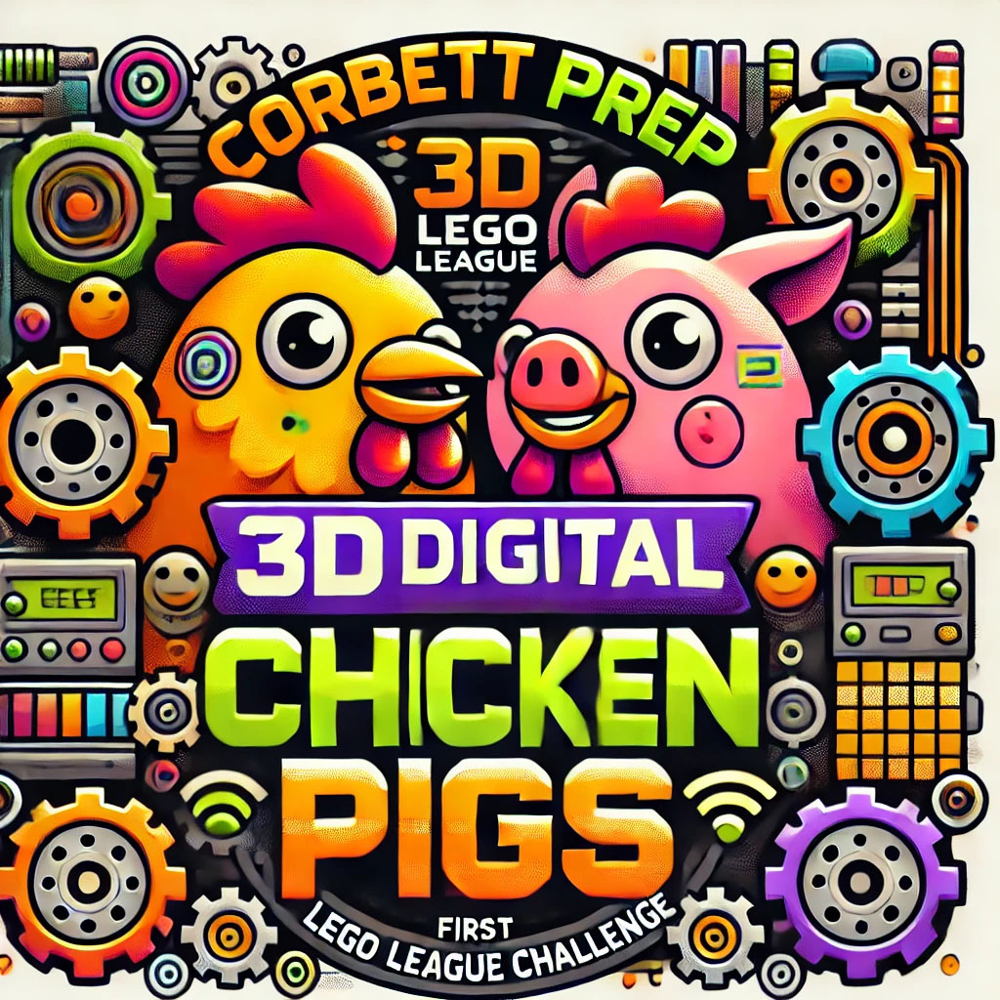 CORBETT PREP
3D
LEGO
LEAGUE
3D DIGITAL
CHICKEN
PIGS
FIRST
LEGO LEAGUE CHALLENGE